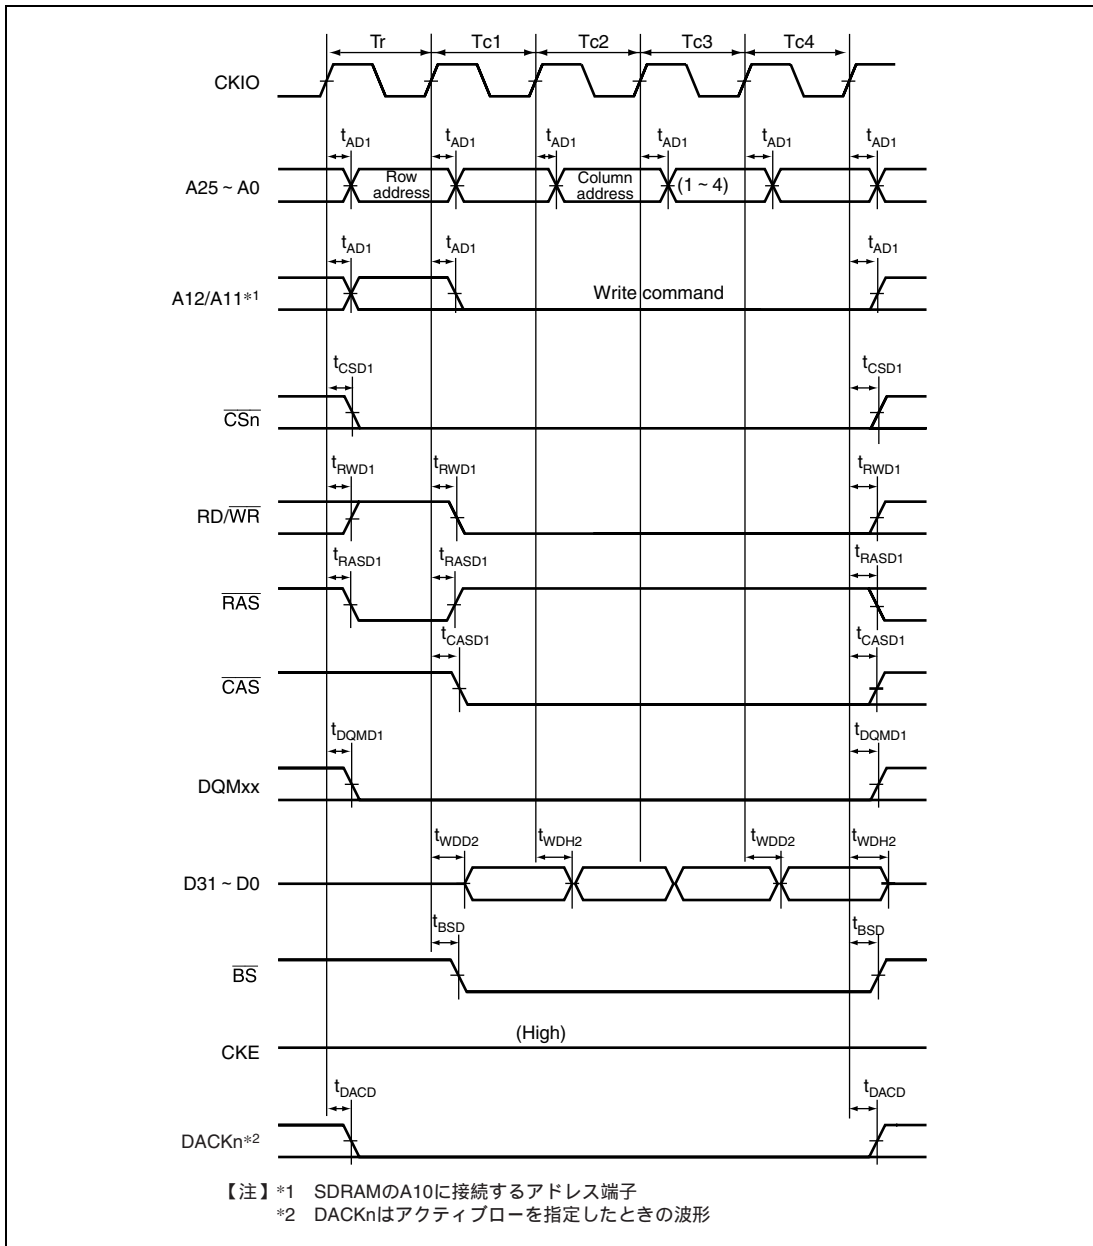 Tr Tc1 Tc2 Tc3 Tc4
CKIO
tAD1 tAD1 tAD1 tAD1 tAD1 tAD1
A25 ~ A0 Row address Column address (1 ~ 4)
tAD1 tAD1 tAD1
A12/A11*1 Write command
tCSD1 tCSD1
CSn
tRWD1 tRWD1 tRWD1
RD/WR
tRASD1 tRASD1 tRASD1
RAS
tCASD1 tCASD1
CAS
tDQMD1 tDQMD1
DQMxx
tWDD2 tWDH2 tWDD2 tWDH2
D31 ~ D0
tBSD tBSD
BS
(High)
CKE
tDACD tDACD
DACKn*2
【注】*1 SDRAMのA10に接続するアドレス端子
*2 DACKnはアクティブローを指定したときの波形